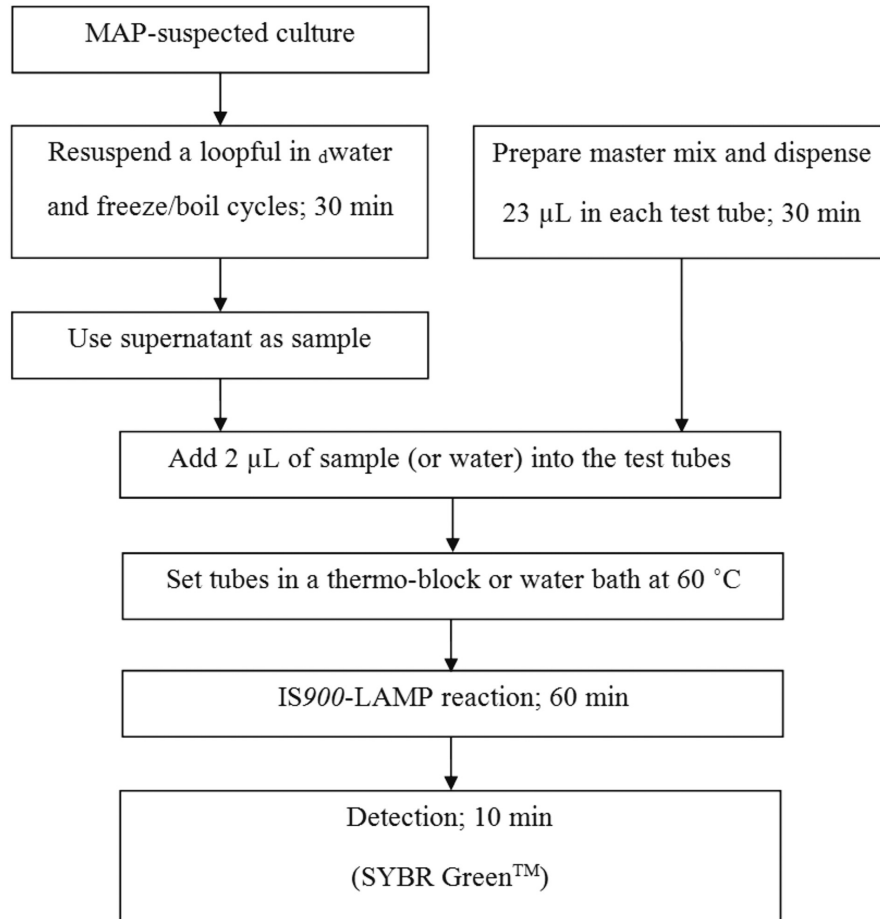 MAP-suspected culture
Resuspend a loopful in dwater
and freeze/boil cycles; 30 min
Prepare master mix and dispense
23 µL in each test tube; 30 min
Use supernatant as sample
Add 2 µL of sample (or water) into the test tubes
Set tubes in a thermo-block or water bath at 60 ˚C
IS900-LAMP reaction; 60 min
Detection; 10 min
(SYBR Green™)